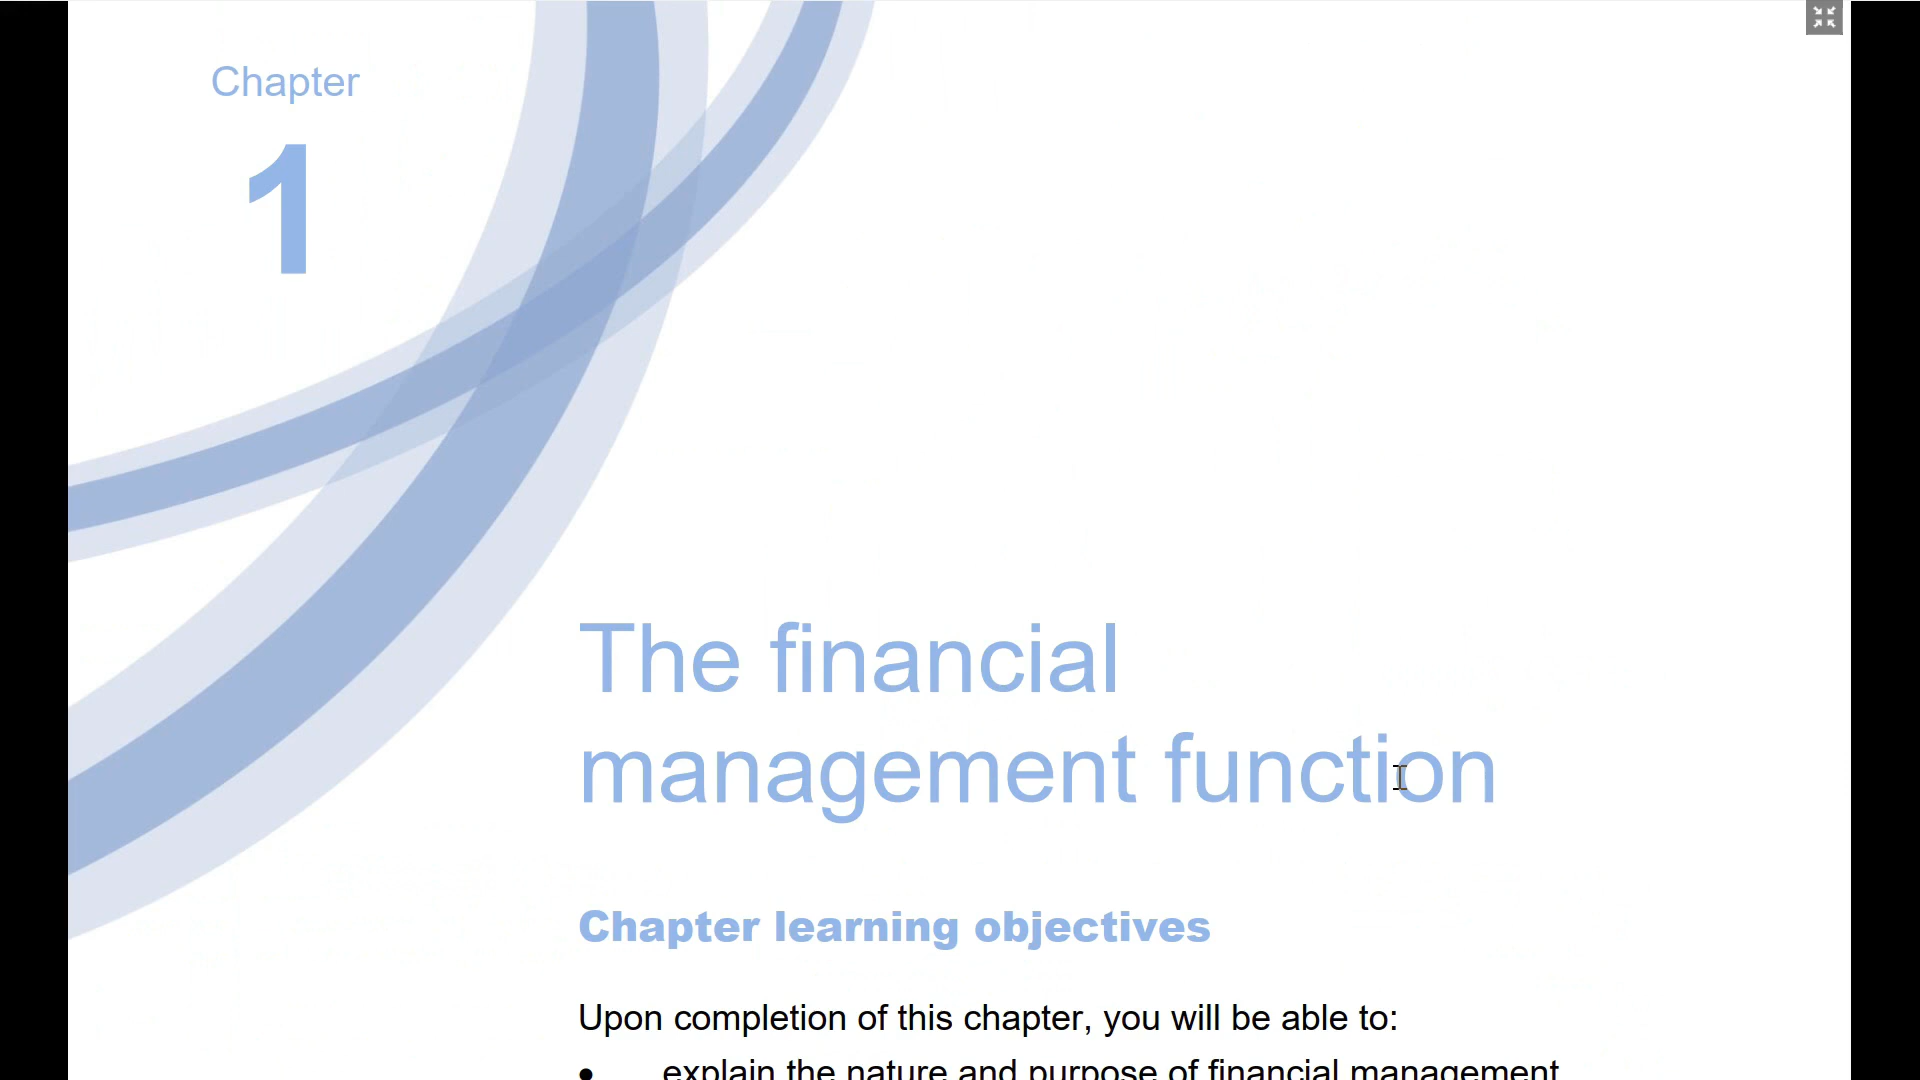 Chapter
1
The financial
management function
Chapter learning objectives
Upon completion of this chapter, you will be able to:
• explain the nature and purpose of financial management